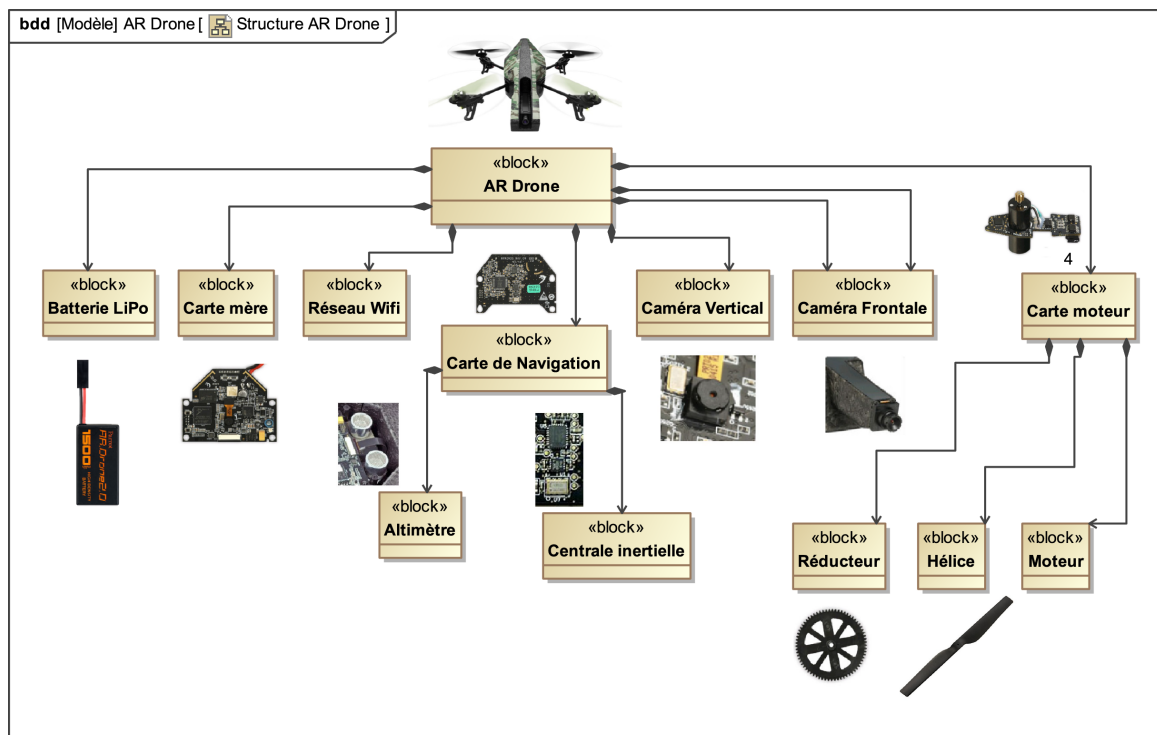 bdd [Modèle] AR Drone [ Structure AR Drone ]
«block»
AR Drone
4
«block»
Batterie LiPo
«block»
Carte mère
«block»
Réseau Wifi
«block»
Caméra Vertical
«block»
Caméra Frontale
«block»
Carte moteur
«block»
Carte de Navigation
1500
AR.Drone2.0
«block»
Altimètre
«block»
Centrale inertielle
«block»
Réducteur
«block»
Hélice
«block»
Moteur